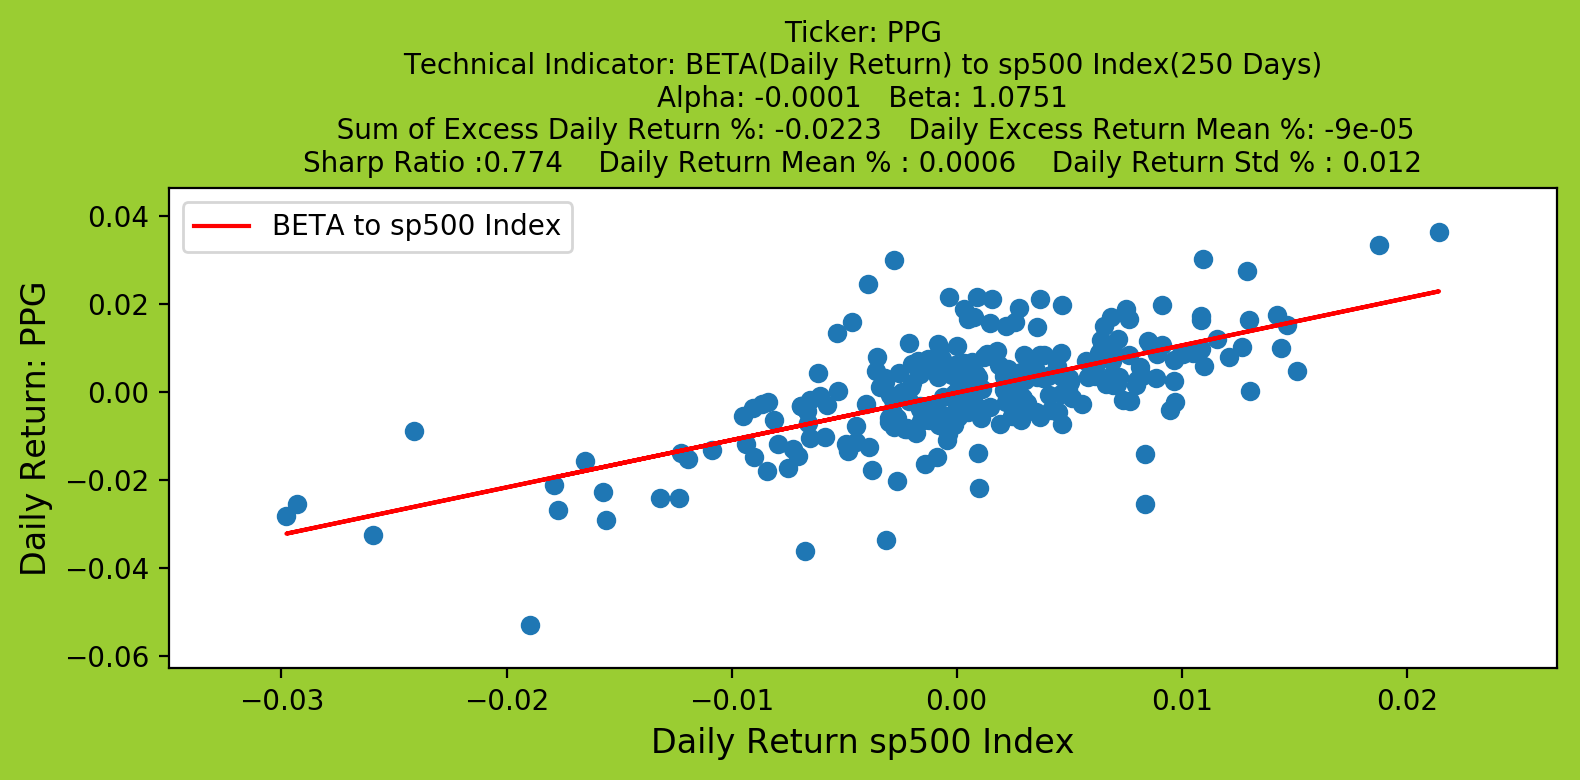 Ticker: PPG
Technical Indicator: BETA(Daily Return) to sp500 Index(250 Days)
Alpha: -0.0001   Beta: 1.0751
Sum of Excess Daily Return %: -0.0223   Daily Excess Return Mean %: -9e-05
Sharp Ratio :0.774    Daily Return Mean % : 0.0006    Daily Return Std % : 0.012
BETA to sp500 Index
Daily Return: PPG
0.04
0.02
0.00
−0.02
−0.04
−0.06
−0.03
−0.02
−0.01
0.00
0.01
0.02
Daily Return sp500 Index